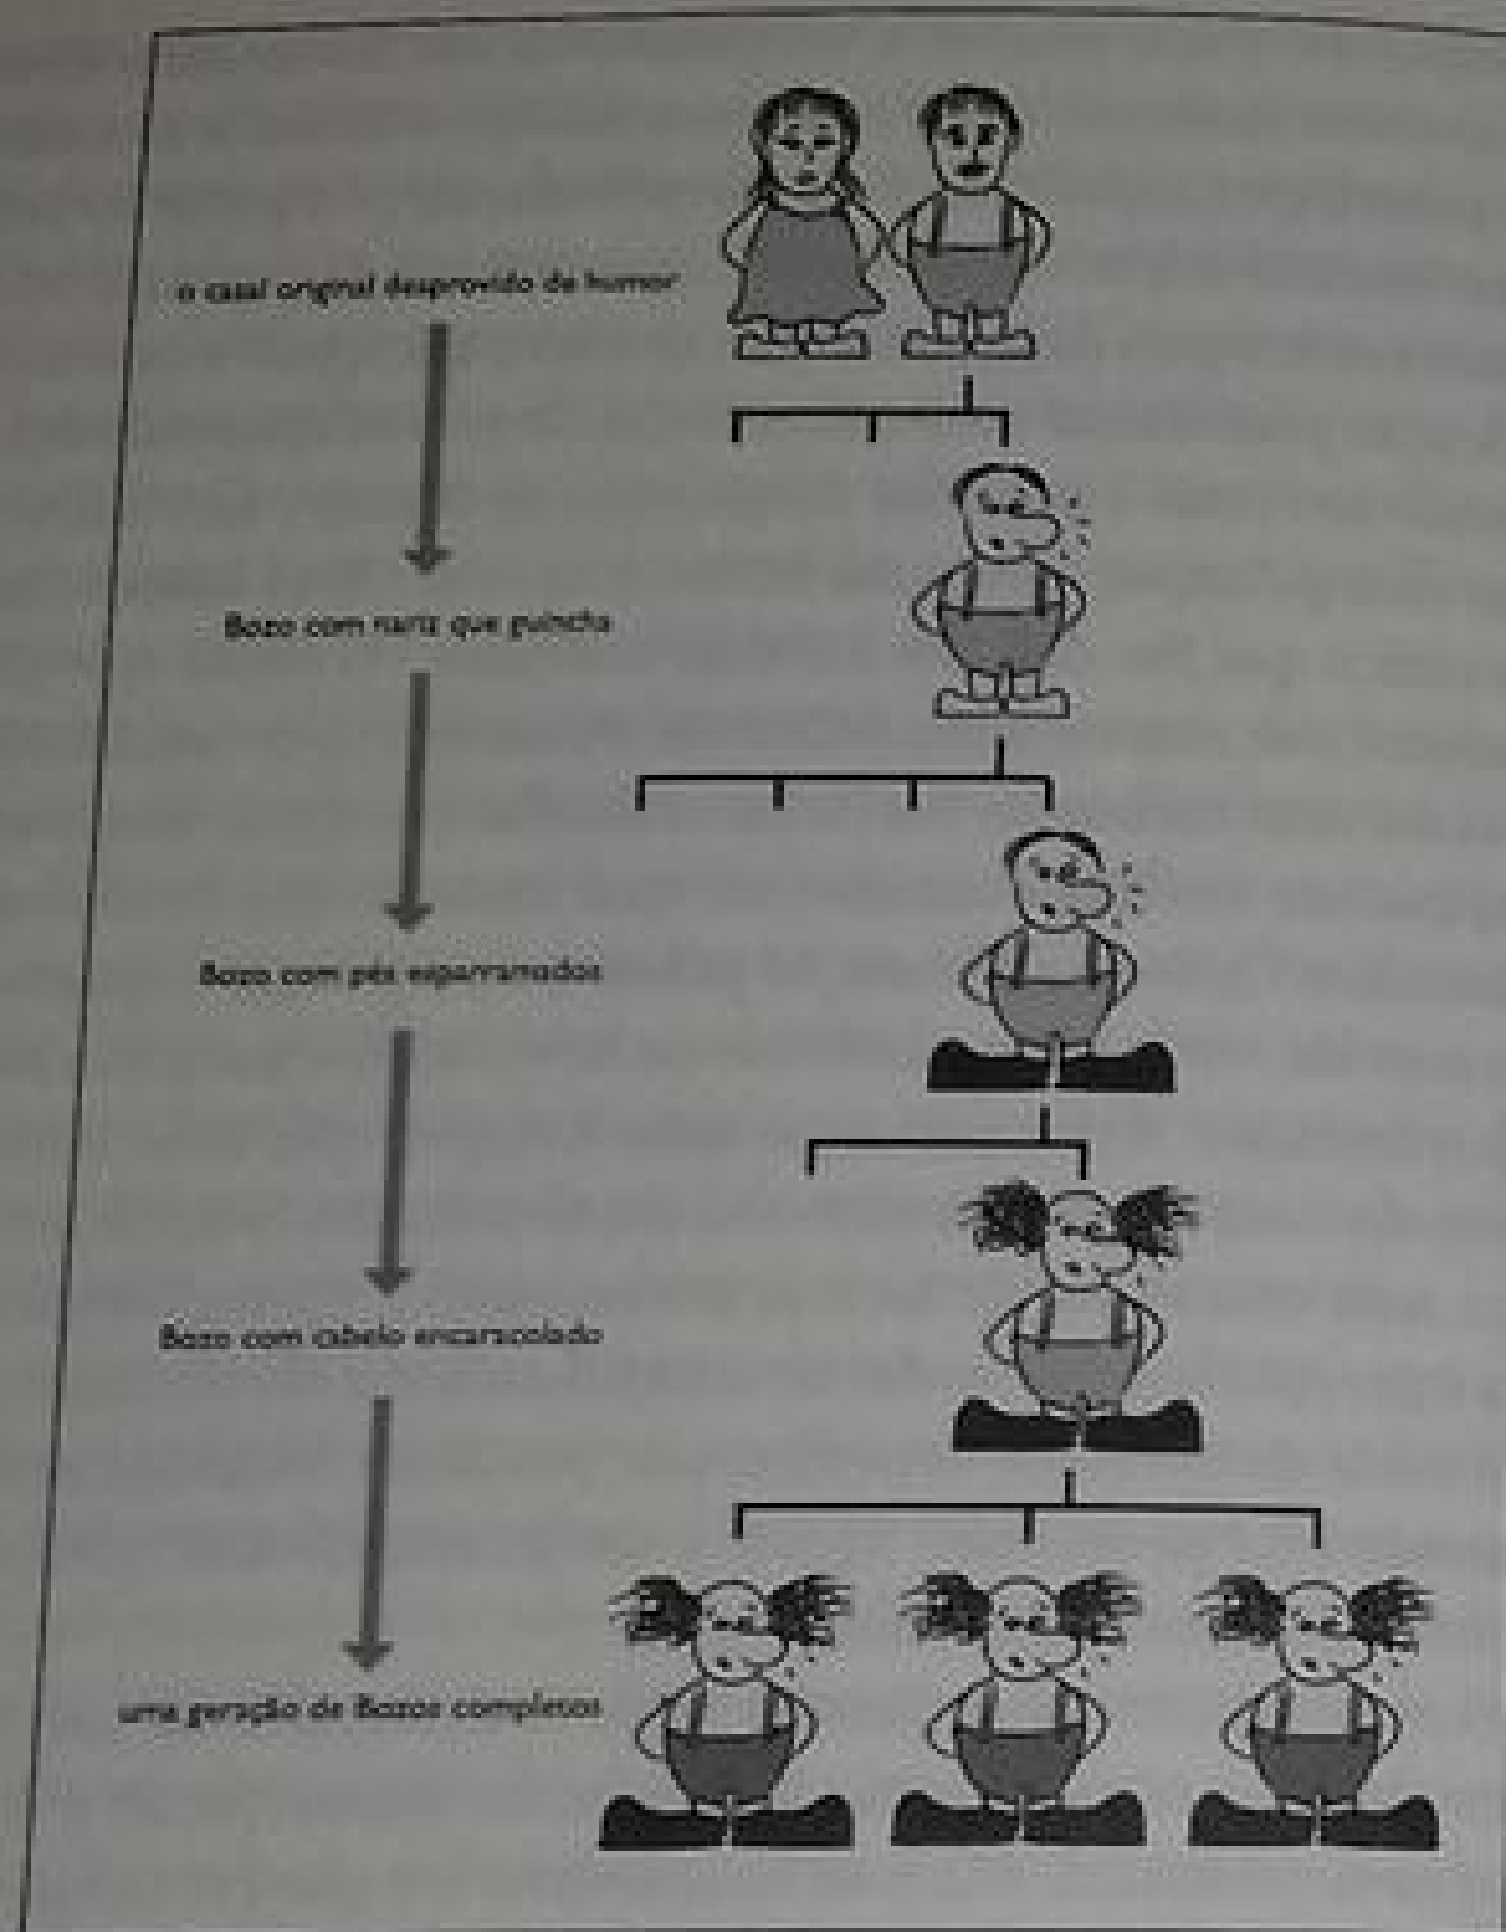 o casal original desprovido de humor
Bozo com nariz que guincha
Bozo com pés esparramados
Bozo com cabelo encaracolado
uma geração de Bozos completos